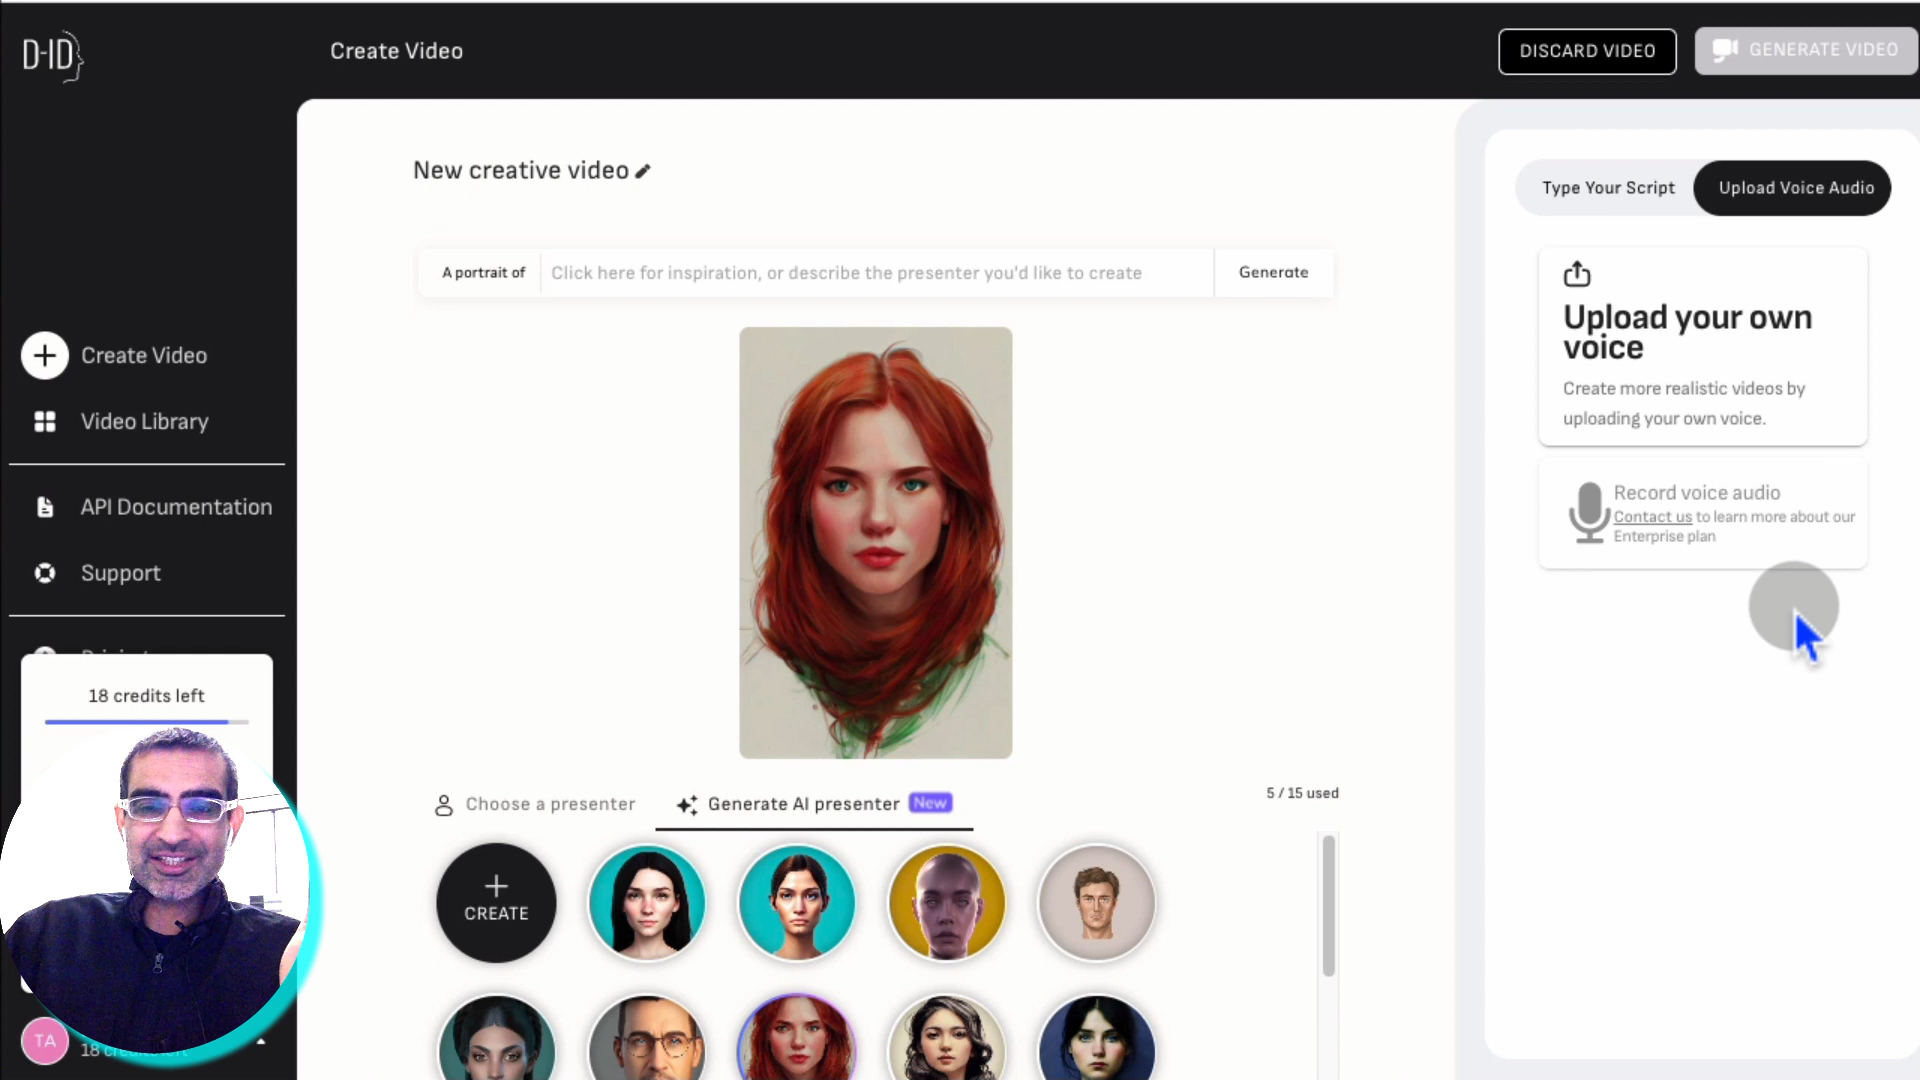 D-ID
Create Video
DISCARD VIDEO
GENERATE VIDEO
New creative video
Type Your Script
Upload Voice Audio
A portrait of
Click here for inspiration, or describe the presenter you'd like to create
Generate
Upload your own
voice
Create more realistic videos by
uploading your own voice.
Record voice audio
Contact us to learn more about our
Enterprise plan
Create Video
Video Library
API Documentation
Support
18 credits left
Choose a presenter
Generate AI presenter
New
5 / 15 used
CREATE
TA
18 credits left